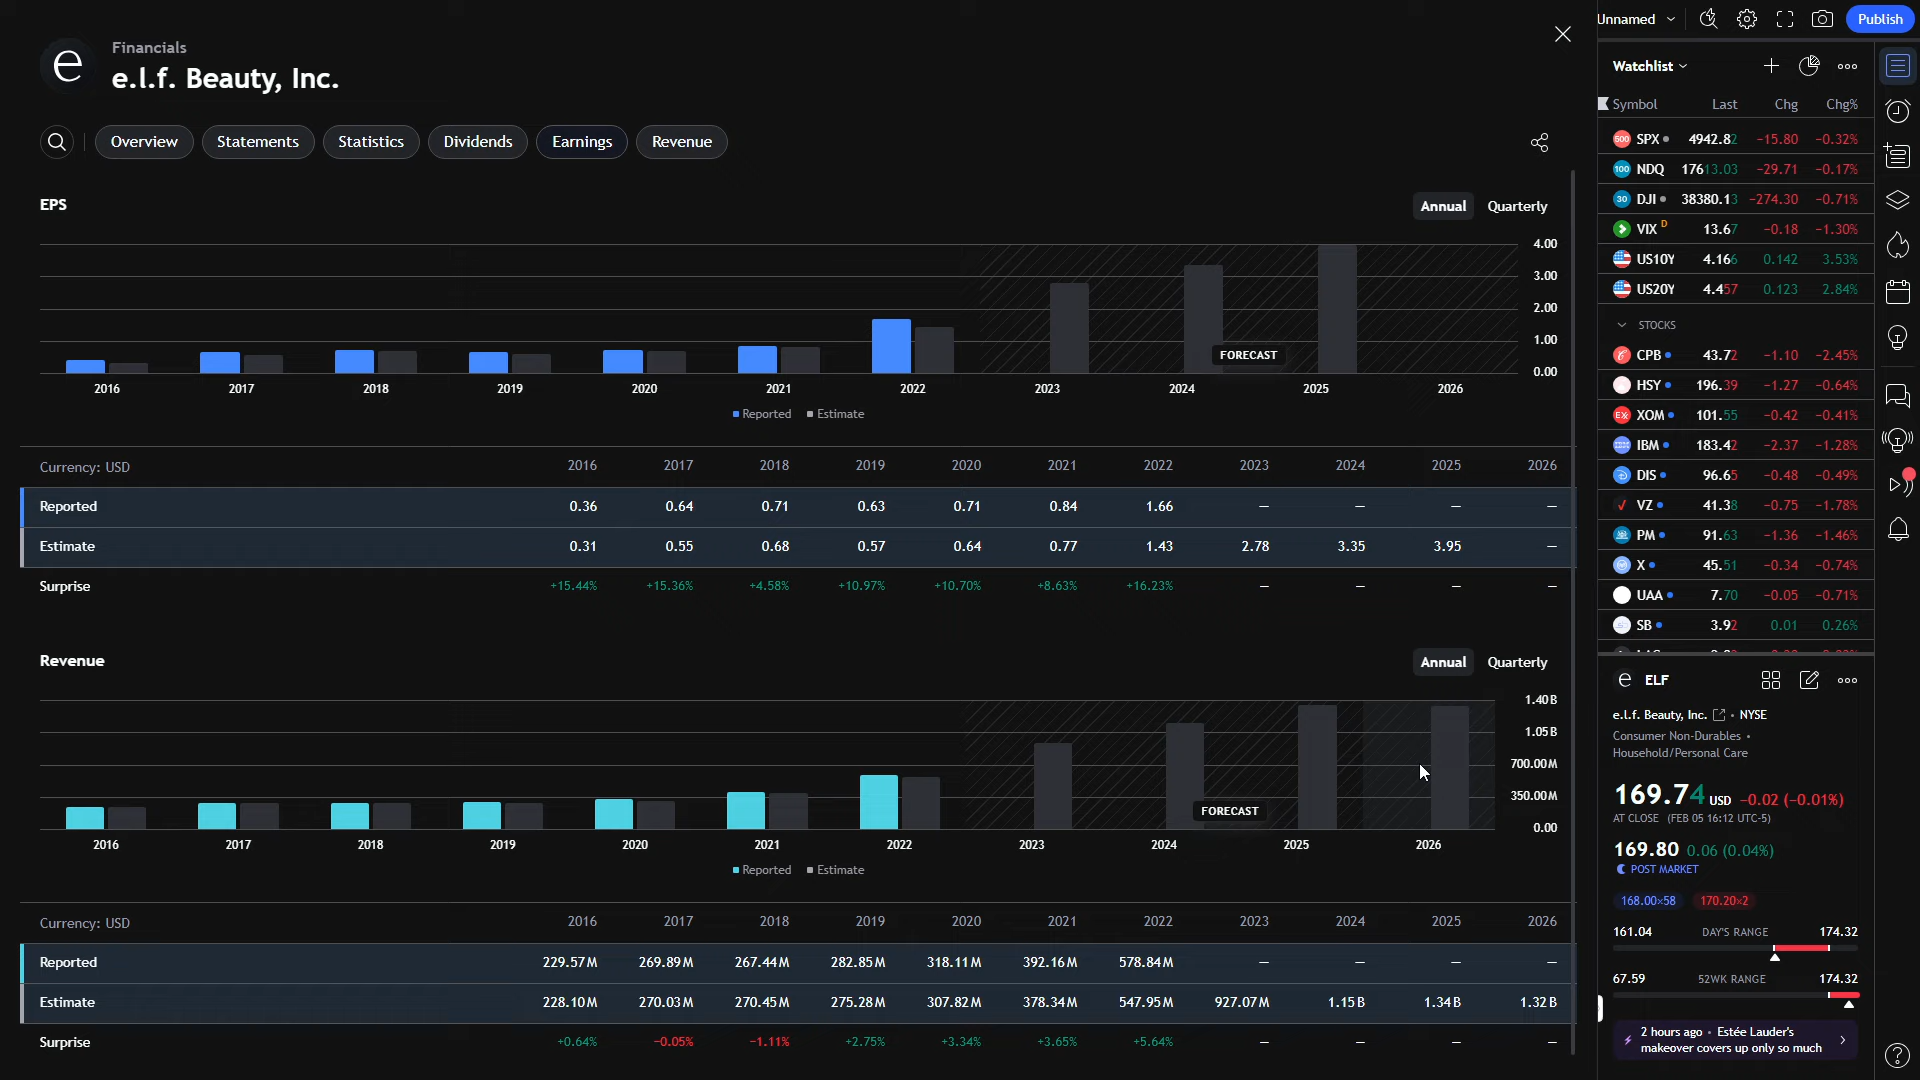 Financials
e.l.f. Beauty, Inc.
Overview Statements Statistics Dividends Earnings Revenue
EPS
Annual Quarterly
4.00
3.00
2.00
1.00
0.00
FORECAST
2016 2017 2018 2019 2020 2021 2022 2023 2024 2025 2026
Reported Estimate
Currency: USD 2016 2017 2018 2019 2020 2021 2022 2023 2024 2025 2026
Reported 0.36 0.64 0.71 0.63 0.71 0.84 1.66 — — — —
Estimate 0.31 0.55 0.68 0.57 0.64 0.77 1.43 2.78 3.35 3.95 —
Surprise +15.44% +15.36% +4.58% +10.97% +10.70% +8.63% +16.23% — — — —
Revenue
Annual Quarterly
1.40B
1.05B
700.00M
350.00M
0.00
FORECAST
2016 2017 2018 2019 2020 2021 2022 2023 2024 2025 2026
Reported Estimate
Currency: USD 2016 2017 2018 2019 2020 2021 2022 2023 2024 2025 2026
Reported 229.57M 269.89M 267.44M 282.85M 318.11M 392.16M 578.84M — — — —
Estimate 228.10M 270.03M 270.45M 275.28M 307.82M 378.34M 547.95M 927.07M 1.15B 1.34B 1.32B
Surprise +0.64% −0.05% −1.11% +2.75% +3.34% +3.65% +5.64% — — — —
Unnamed Publish
Watchlist
Symbol Last Chg Chg%
500 SPX 4942.82 −15.80 −0.32%
100 NDQ 17613.03 −29.71 −0.17%
30 DJI 38380.13 −274.30 −0.71%
VIX D 13.67 −0.18 −1.30%
US10Y 4.166 0.142 3.53%
US20Y 4.457 0.123 2.84%
STOCKS
CPB 43.72 −1.10 −2.45%
HSY 196.39 −1.27 −0.64%
XOM 101.55 −0.42 −0.41%
IBM 183.42 −2.37 −1.28%
DIS 96.65 −0.48 −0.49%
VZ 41.38 −0.75 −1.78%
PM 91.63 −1.36 −1.46%
X 45.51 −0.34 −0.74%
UAA 7.70 −0.05 −0.71%
SB 3.92 0.01 0.26%
e ELF
e.l.f. Beauty, Inc. • NYSE
Consumer Non-Durables •
Household/Personal Care
169.74 USD −0.02 (−0.01%)
AT CLOSE (FEB 05 16:12 UTC-5)
169.80 0.06 (0.04%)
POST MARKET
168.00×58 170.20×2
161.04 DAY'S RANGE 174.32
67.59 52WK RANGE 174.32
2 hours ago • Estée Lauder's
makeover covers up only so much